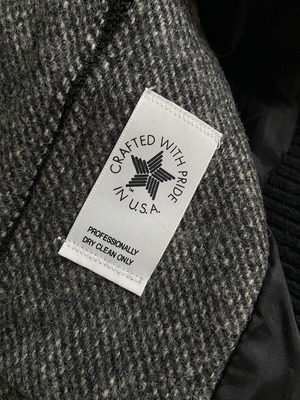 CRAFTED WITH PRIDE
IN U.S.A.
™
PROFESSIONALLY
DRY CLEAN ONLY